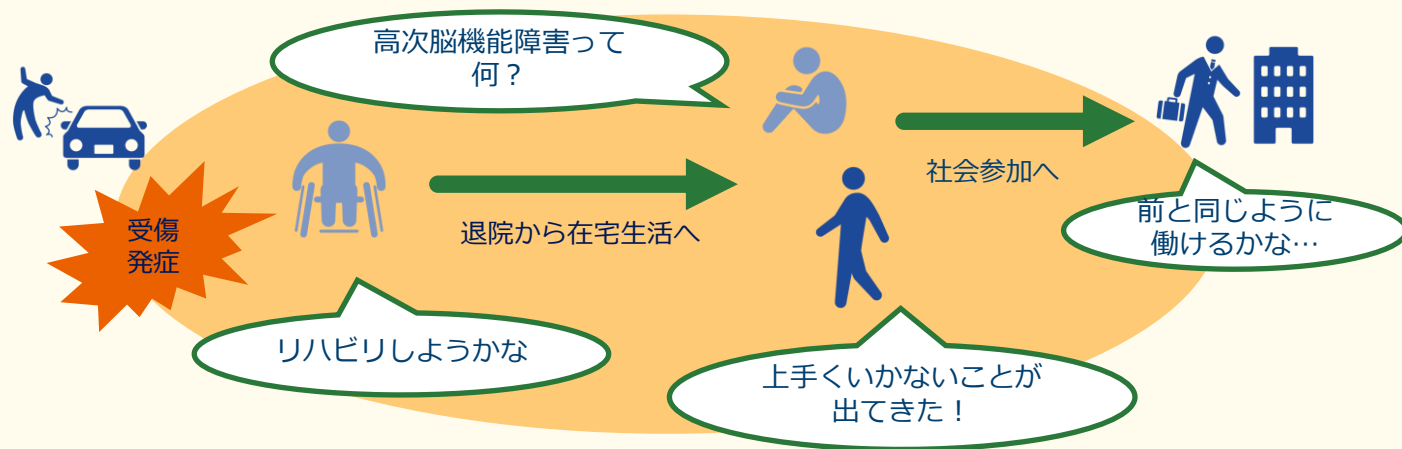 高次脳機能障害って
何？
受傷
発症
退院から在宅生活へ
社会参加へ
前と同じように
働けるかな…
リハビリしようかな
上手くいかないことが
出てきた！